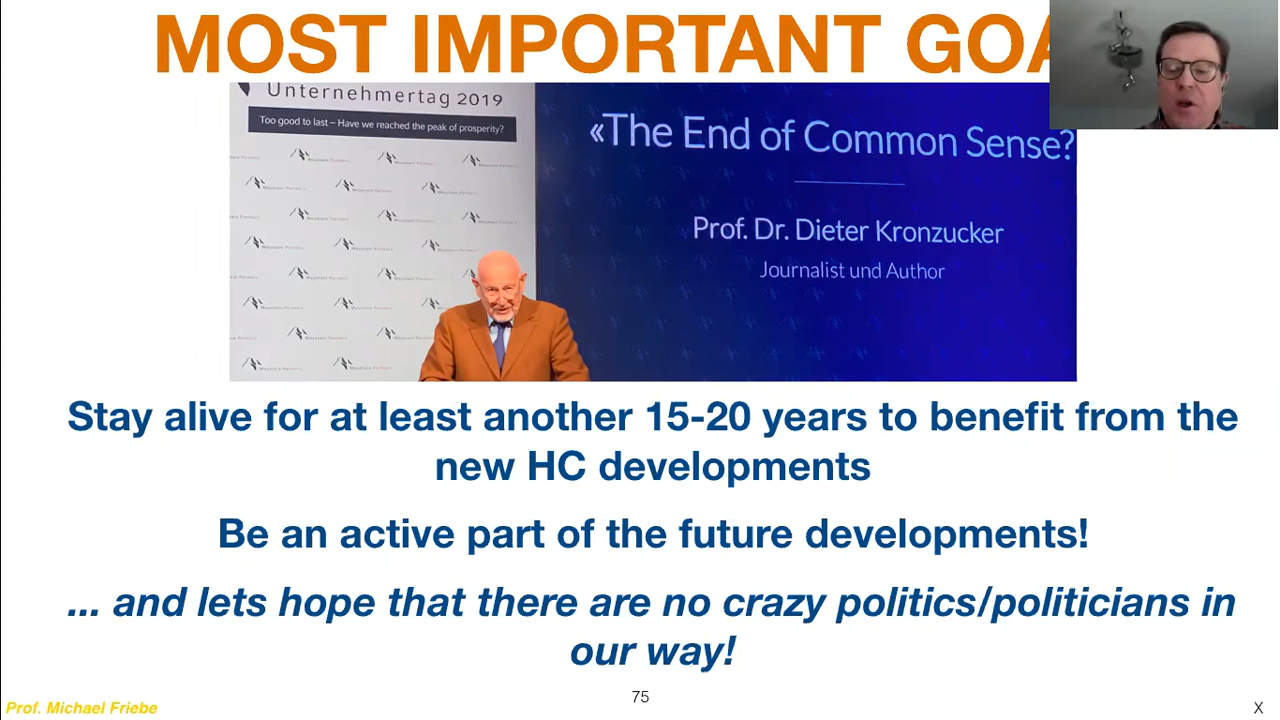 MOST IMPORTANT GOA
Unternehmertag 2019
Too good to last – Have we reached the peak of prosperity?
«The End of Common Sense?
Prof. Dr. Dieter Kronzucker
Journalist und Author
Stay alive for at least another 15-20 years to benefit from the
new HC developments
Be an active part of the future developments!
... and lets hope that there are no crazy politics/politicians in
our way!
75
Prof. Michael Friebe
X